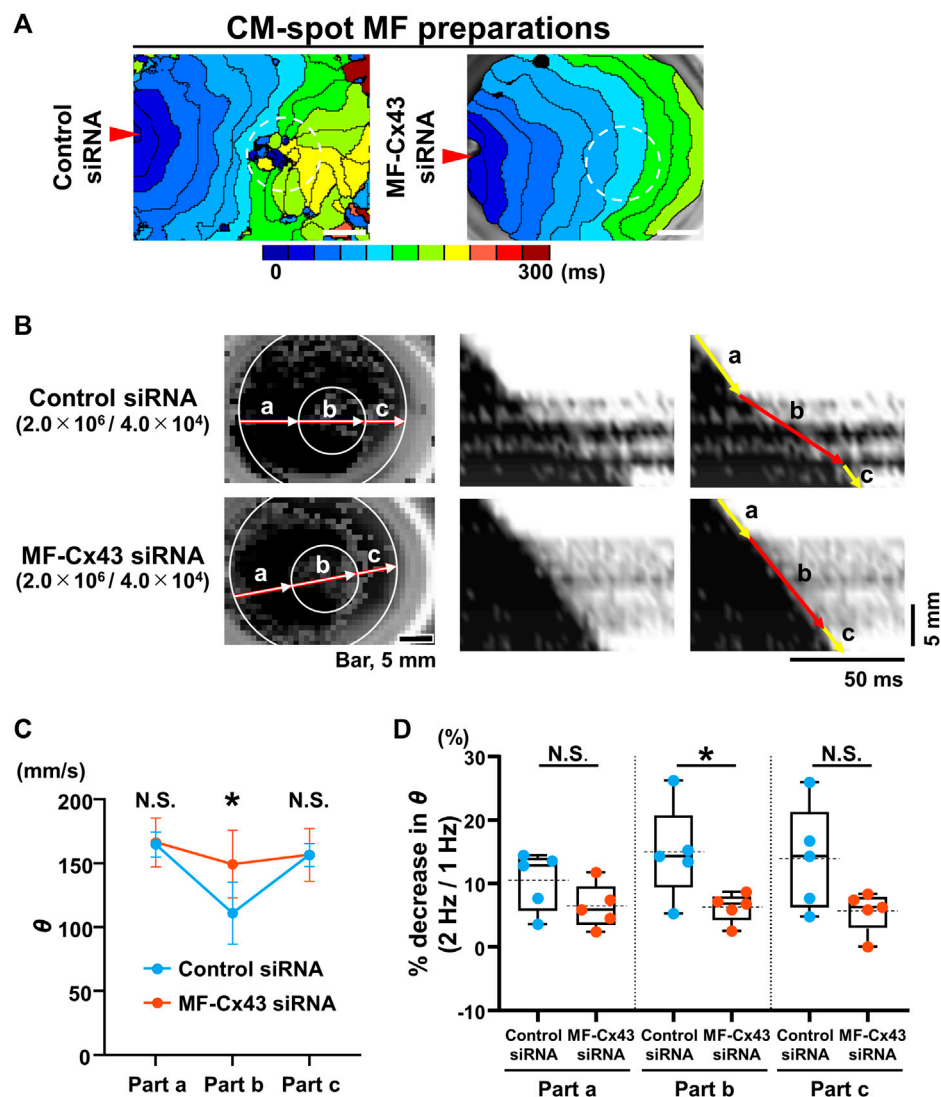 A
CM-spot MF preparations
Control
siRNA
MF-Cx43
siRNA
0
300 (ms)
B
Control siRNA
(2.0 × 10⁶ / 4.0 × 10⁴)
a
b
c
a
b
c
MF-Cx43 siRNA
(2.0 × 10⁶ / 4.0 × 10⁴)
a
b
c
a
b
c
Bar, 5 mm
5 mm
50 ms
C
(mm/s)
N.S.
*
N.S.
200
150
100
50
0
θ
Control siRNA
MF-Cx43 siRNA
Part a
Part b
Part c
D
(%)
N.S.
*
N.S.
30
20
10
0
-10
% decrease in θ
(2 Hz / 1 Hz)
Control
siRNA
MF-Cx43
siRNA
Control
siRNA
MF-Cx43
siRNA
Control
siRNA
MF-Cx43
siRNA
Part a
Part b
Part c